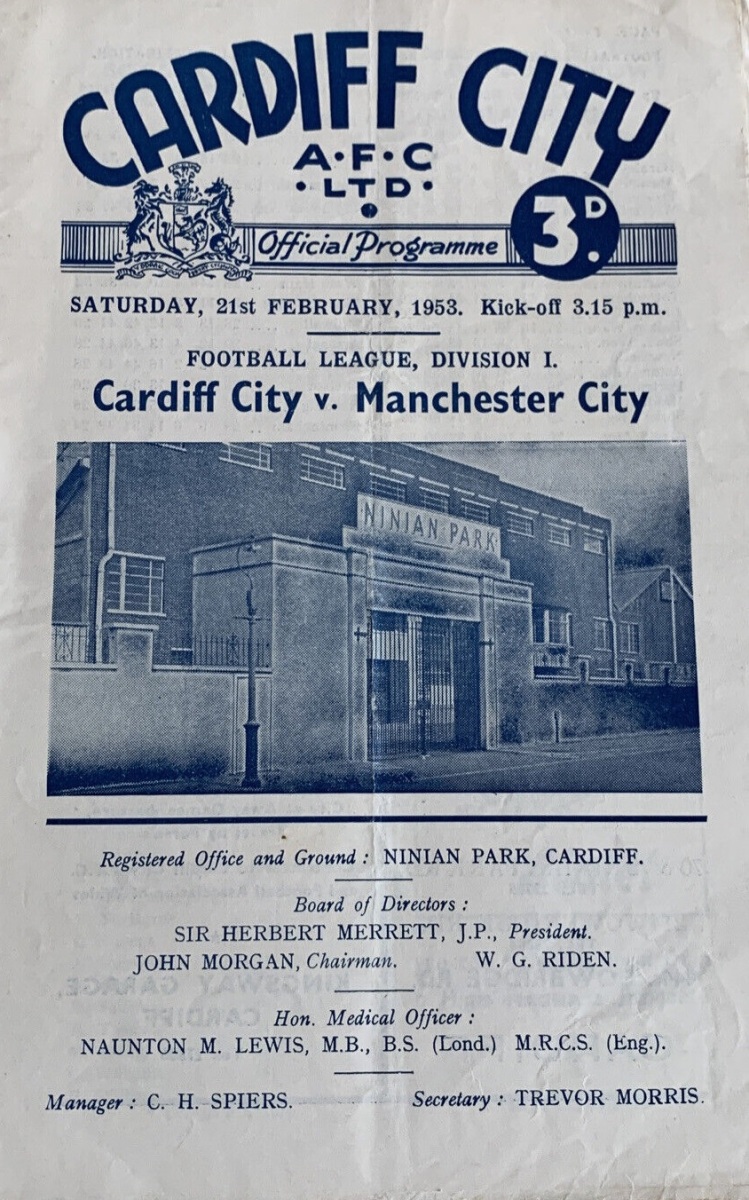 CARDIFF CITY
A·F·C
·LTD·
Official Programme 3D.
SATURDAY, 21st FEBRUARY, 1953. Kick-off 3.15 p.m.
FOOTBALL LEAGUE, DIVISION I.
Cardiff City v. Manchester City
NINIAN PARK
Registered Office and Ground : NINIAN PARK, CARDIFF.
Board of Directors :
SIR HERBERT MERRETT, J.P., President.
JOHN MORGAN, Chairman. W. G. RIDEN.
Hon. Medical Officer :
NAUNTON M. LEWIS, M.B., B.S. (Lond.) M.R.C.S. (Eng.).
Manager : C. H. SPIERS. Secretary : TREVOR MORRIS.